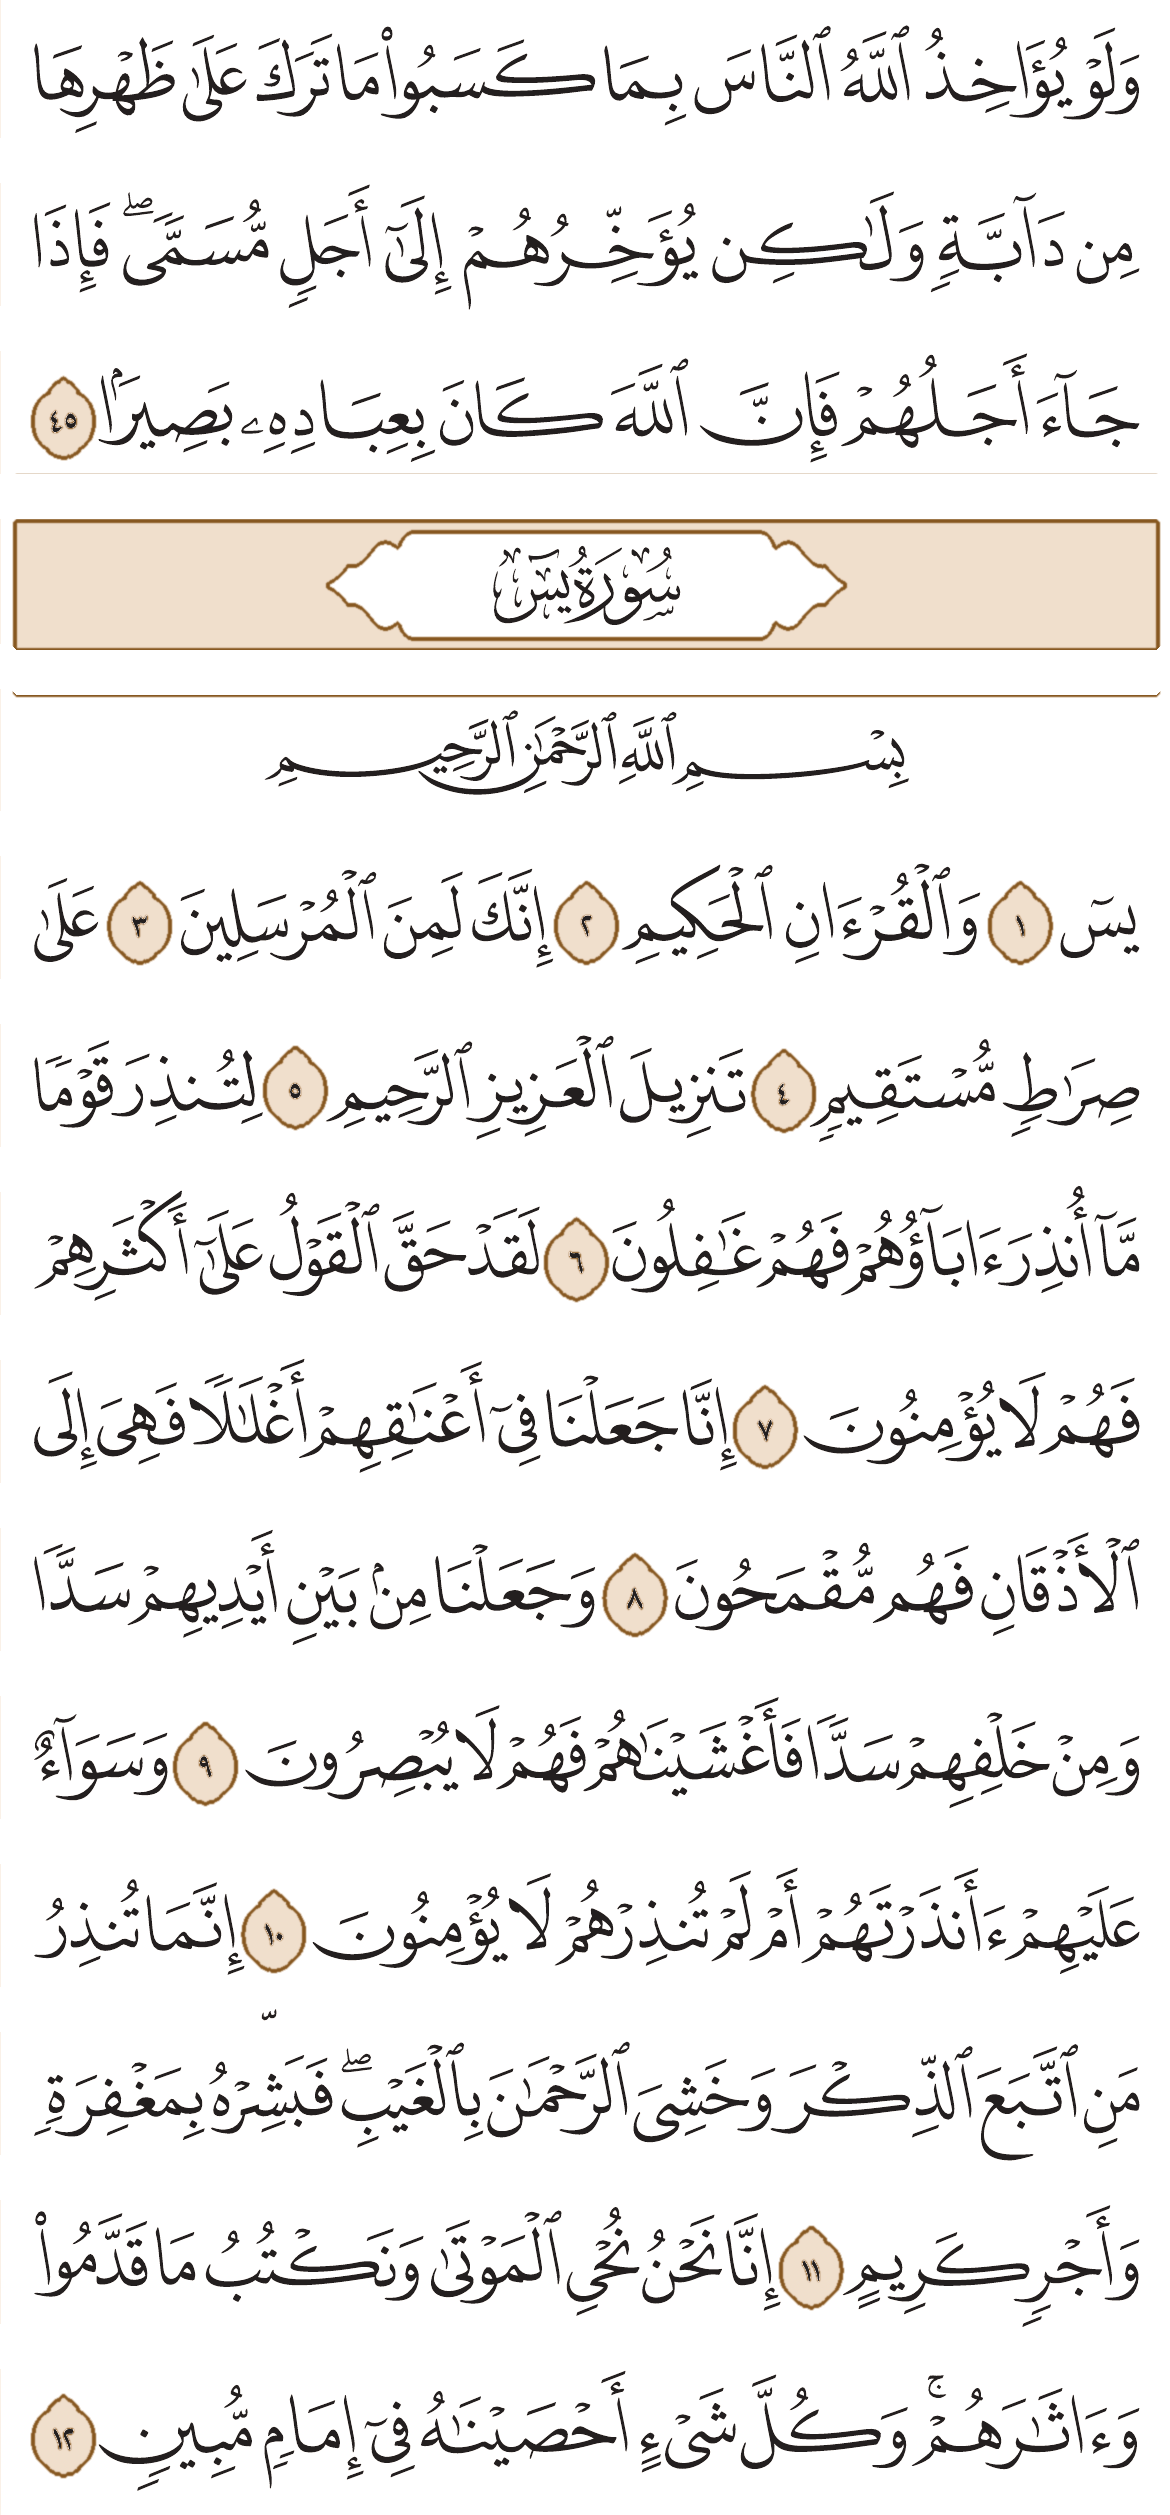 وَلَوْ يُؤَاخِذُ ٱللَّهُ ٱلنَّاسَ بِمَا كَسَبُوا۟ مَا تَرَكَ عَلَىٰ ظَهْرِهَا
مِن دَآبَّةٍ وَلَٰكِن يُؤَخِّرُهُمْ إِلَىٰٓ أَجَلٍ مُّسَمًّى ۖ فَإِذَا
جَآءَ أَجَلُهُمْ فَإِنَّ ٱللَّهَ كَانَ بِعِبَادِهِۦ بَصِيرًۢا ٤٥
سُورَةُ يسٓ
بِسْمِ ٱللَّهِ ٱلرَّحْمَٰنِ ٱلرَّحِيمِ
يسٓ ١ وَٱلْقُرْءَانِ ٱلْحَكِيمِ ٢ إِنَّكَ لَمِنَ ٱلْمُرْسَلِينَ ٣ عَلَىٰ
صِرَٰطٍ مُّسْتَقِيمٍ ٤ تَنزِيلَ ٱلْعَزِيزِ ٱلرَّحِيمِ ٥ لِتُنذِرَ قَوْمًا
مَّآ أُنذِرَ ءَابَآؤُهُمْ فَهُمْ غَٰفِلُونَ ٦ لَقَدْ حَقَّ ٱلْقَوْلُ عَلَىٰٓ أَكْثَرِهِمْ
فَهُمْ لَا يُؤْمِنُونَ ٧ إِنَّا جَعَلْنَا فِىٓ أَعْنَٰقِهِمْ أَغْلَٰلًا فَهِىَ إِلَى
ٱلْأَذْقَانِ فَهُم مُّقْمَحُونَ ٨ وَجَعَلْنَا مِنۢ بَيْنِ أَيْدِيهِمْ سَدًّا
وَمِنْ خَلْفِهِمْ سَدًّا فَأَغْشَيْنَٰهُمْ فَهُمْ لَا يُبْصِرُونَ ٩ وَسَوَآءٌ
عَلَيْهِمْ ءَأَنذَرْتَهُمْ أَمْ لَمْ تُنذِرْهُمْ لَا يُؤْمِنُونَ ١٠ إِنَّمَا تُنذِرُ
مَنِ ٱتَّبَعَ ٱلذِّكْرَ وَخَشِىَ ٱلرَّحْمَٰنَ بِٱلْغَيْبِ ۖ فَبَشِّرْهُ بِمَغْفِرَةٍ
وَأَجْرٍ كَرِيمٍ ١١ إِنَّا نَحْنُ نُحْىِ ٱلْمَوْتَىٰ وَنَكْتُبُ مَا قَدَّمُوا۟
وَءَاثَٰرَهُمْ ۚ وَكُلَّ شَىْءٍ أَحْصَيْنَٰهُ فِىٓ إِمَامٍ مُّبِينٍ ١٢